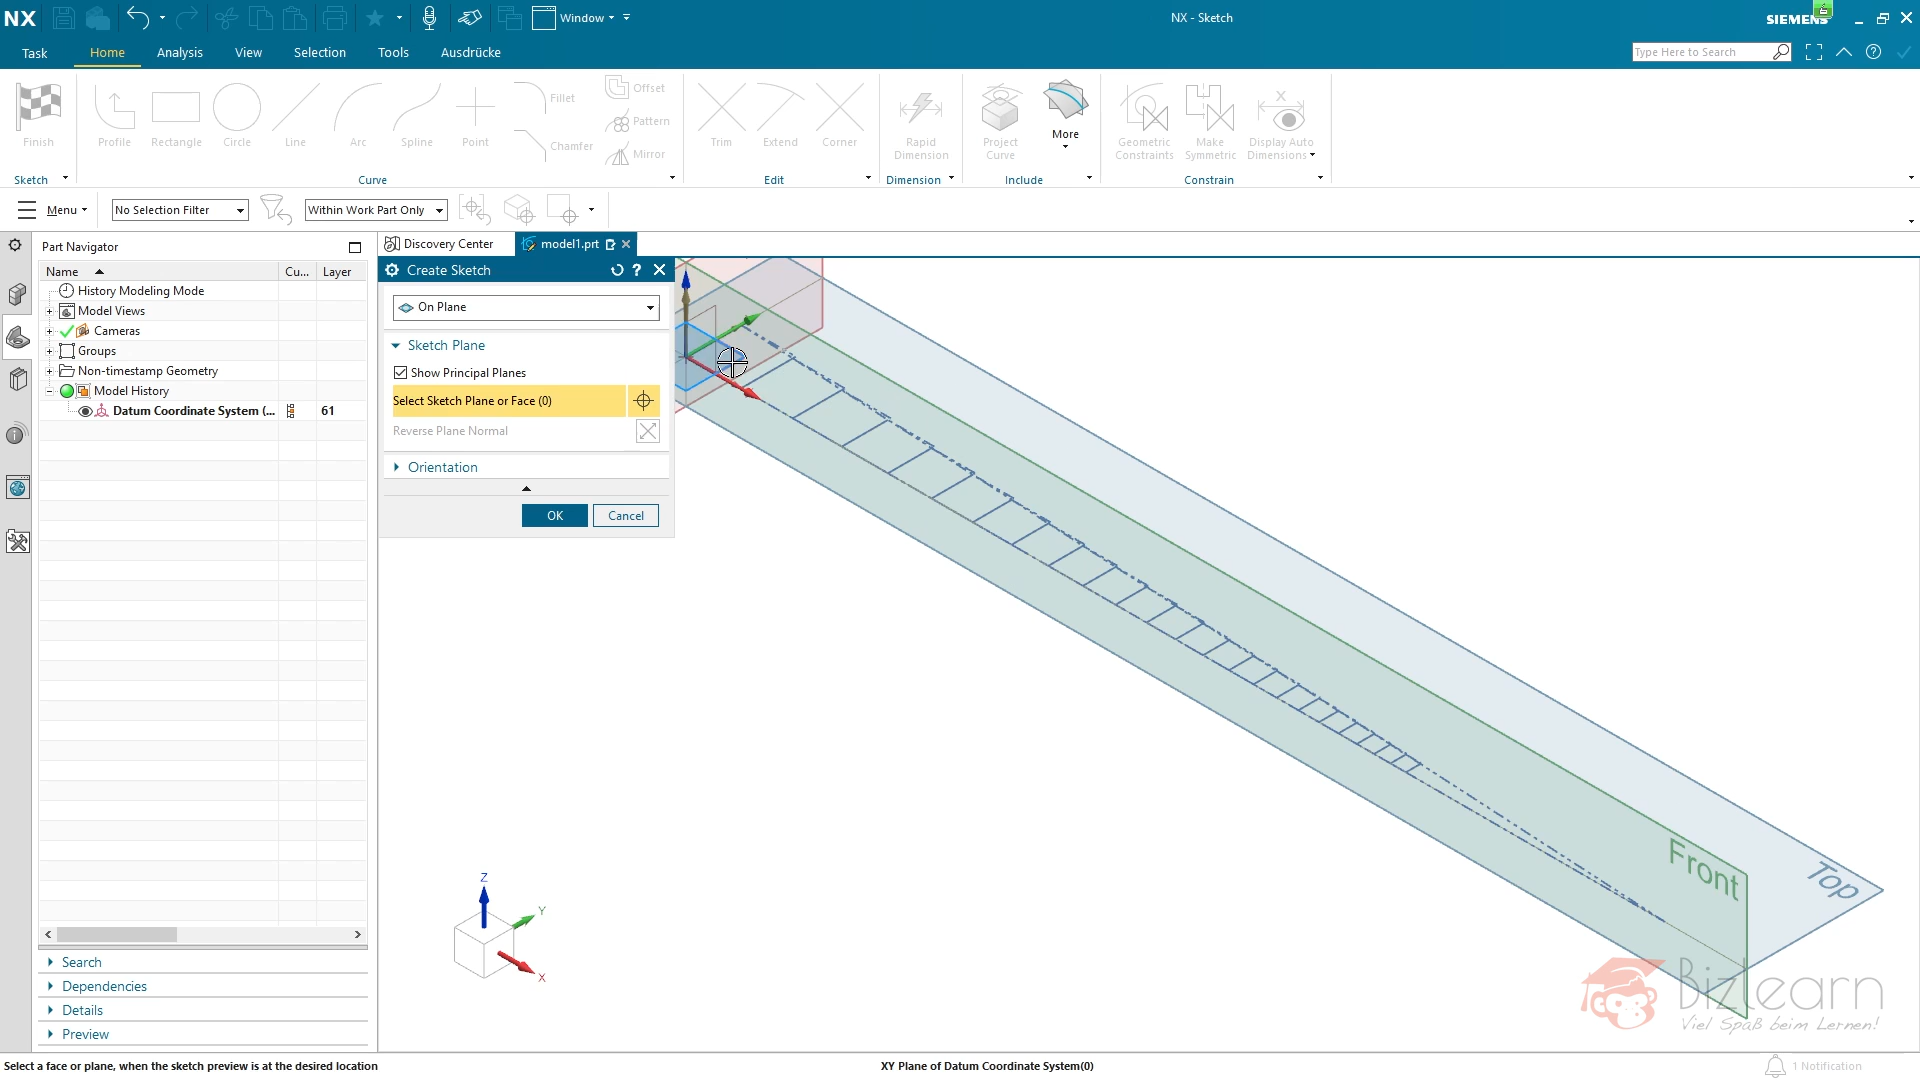 NX
Window
NX - Sketch
SIEMENS
Task
Home
Analysis
View
Selection
Tools
Ausdrücke
Type Here to Search
Finish
Profile
Rectangle
Circle
Line
Arc
Spline
Point
Fillet
Chamfer
Offset
Pattern
Mirror
Trim
Extend
Corner
Rapid
Dimension
Project
Curve
More
Geometric
Constraints
Make
Symmetric
Display Auto
Dimensions
Sketch
Curve
Edit
Dimension
Include
Constrain
Menu
No Selection Filter
Within Work Part Only
Part Navigator
Discovery Center
model1.prt
Name
Cu...
Layer
History Modeling Mode
Model Views
Cameras
Groups
Non-timestamp Geometry
Model History
Datum Coordinate System (...
61
Create Sketch
On Plane
Sketch Plane
Show Principal Planes
Select Sketch Plane or Face (0)
Reverse Plane Normal
Orientation
OK
Cancel
Front
Top
Z
Y
X
Search
Dependencies
Details
Preview
Bizlearn
Viel Spaß beim Lernen!
Select a face or plane, when the sketch preview is at the desired location
XY Plane of Datum Coordinate System(0)
1 Notification